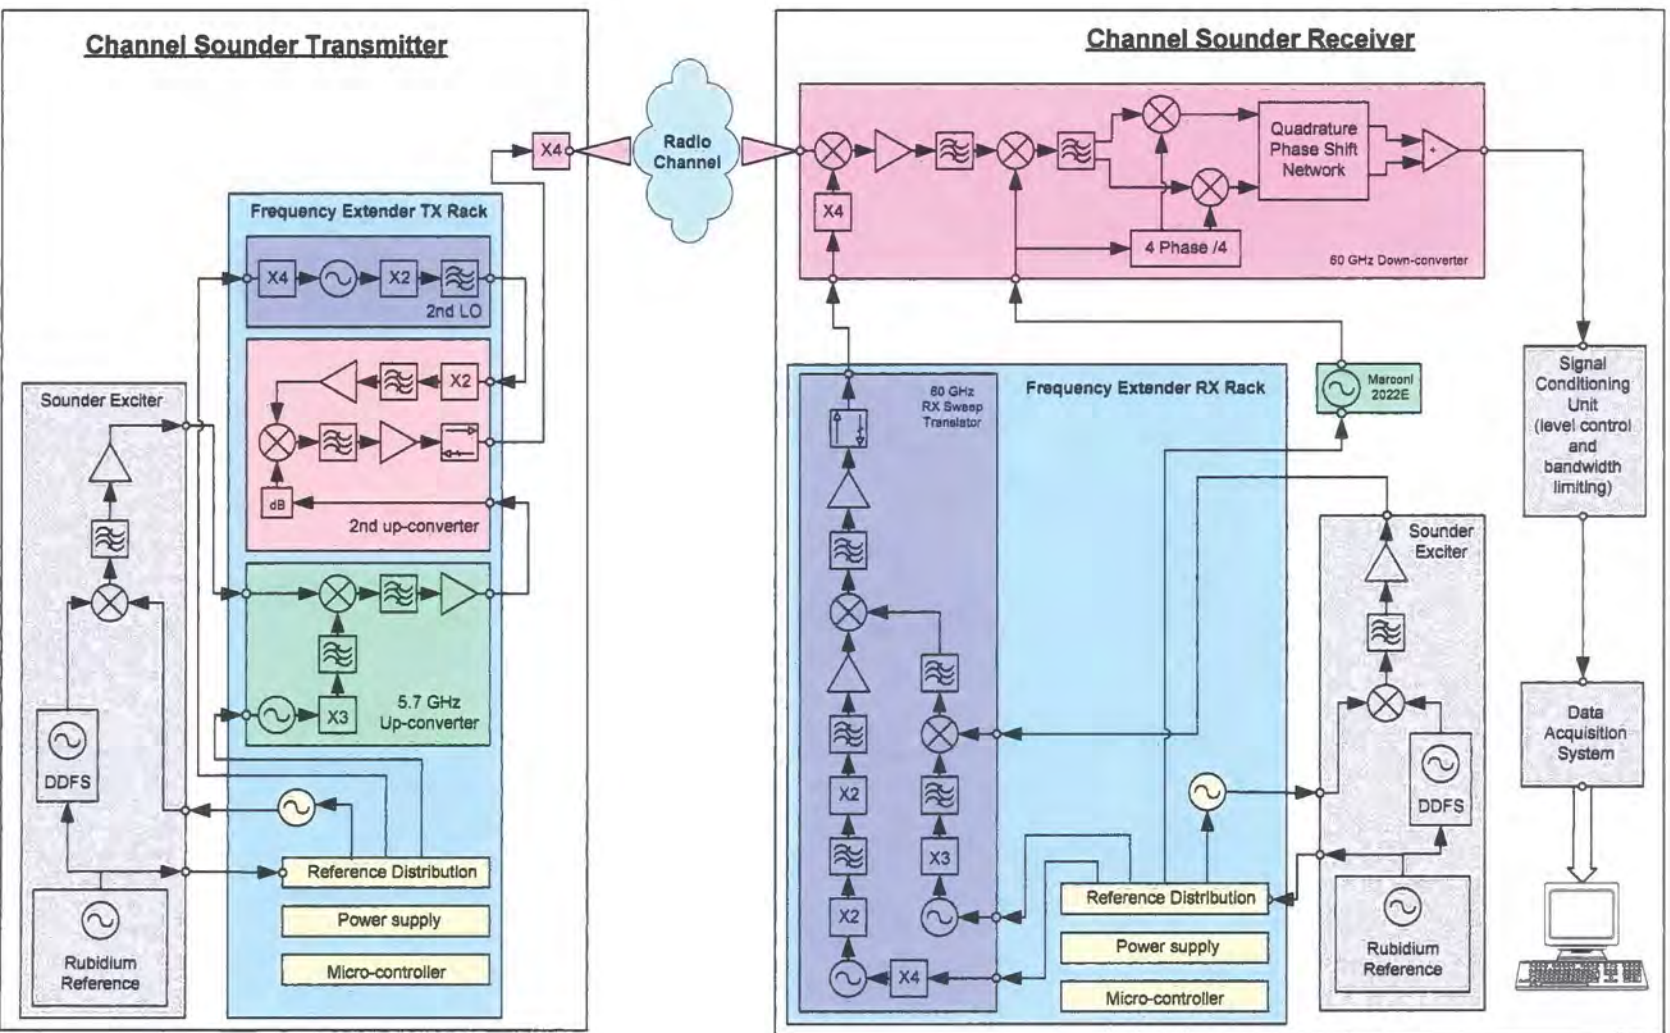 Channel Sounder Transmitter
X4
Frequency Extender TX Rack
X4
X2
2nd LO
X2
dB
2nd up-converter
X3
5.7 GHz
Up-converter
Reference Distribution
Power supply
Micro-controller
Sounder Exciter
DDFS
Rubidium
Reference
Radio
Channel
Channel Sounder Receiver
Quadrature
Phase Shift
Network
+
X4
4 Phase /4
60 GHz Down-converter
60 GHz
RX Sweep
Translator
Frequency Extender RX Rack
X2
X2
X3
X4
Reference Distribution
Power supply
Micro-controller
Marconi
2022E
Sounder
Exciter
DDFS
Rubidium
Reference
Signal
Conditioning
Unit
(level control
and
bandwidth
limiting)
Data
Acquisition
System